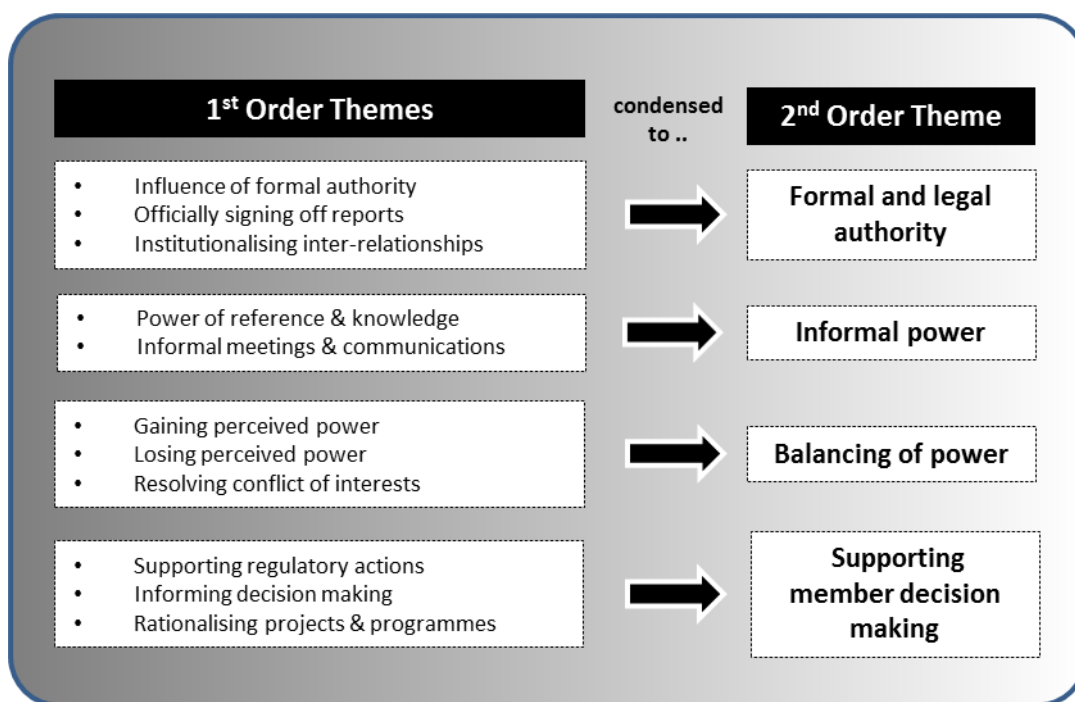 1st Order Themes
condensed
to ..
2nd Order Theme
• Influence of formal authority
• Officially signing off reports
• Institutionalising inter-relationships
Formal and legal
authority
• Power of reference & knowledge
• Informal meetings & communications
Informal power
• Gaining perceived power
• Losing perceived power
• Resolving conflict of interests
Balancing of power
• Supporting regulatory actions
• Informing decision making
• Rationalising projects & programmes
Supporting
member decision
making